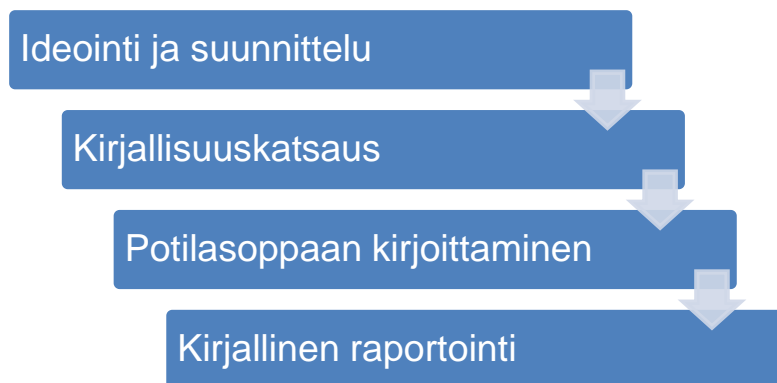 Ideointi ja suunnittelu
Kirjallisuuskatsaus
Potilasoppaan kirjoittaminen
Kirjallinen raportointi